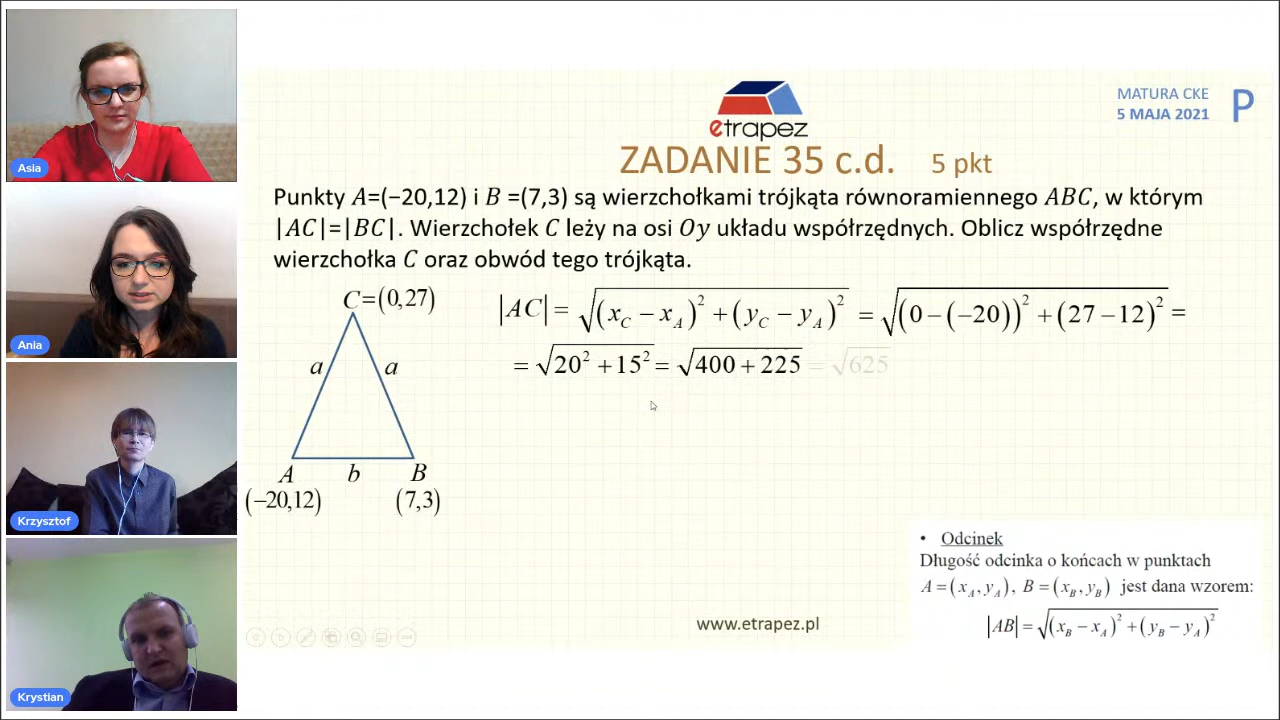 Asia
Ania
Krzysztof
Krystian
etrapez
MATURA CKE
5 MAJA 2021
P
ZADANIE 35 c.d. 5 pkt
Punkty A=(−20,12) i B =(7,3) są wierzchołkami trójkąta równoramiennego ABC, w którym
|AC|=|BC|. Wierzchołek C leży na osi Oy układu współrzędnych. Oblicz współrzędne
wierzchołka C oraz obwód tego trójkąta.
C=(0,27)
a a
A b B
(−20,12) (7,3)
|AC| = √((x_C − x_A)² + (y_C − y_A)²) = √((0−(−20))² + (27−12)²) =
= √(20² + 15²) = √(400 + 225) = √625
• Odcinek
Długość odcinka o końcach w punktach
A = (x_A, y_A), B = (x_B, y_B) jest dana wzorem:
|AB| = √((x_B − x_A)² + (y_B − y_A)²)
www.etrapez.pl